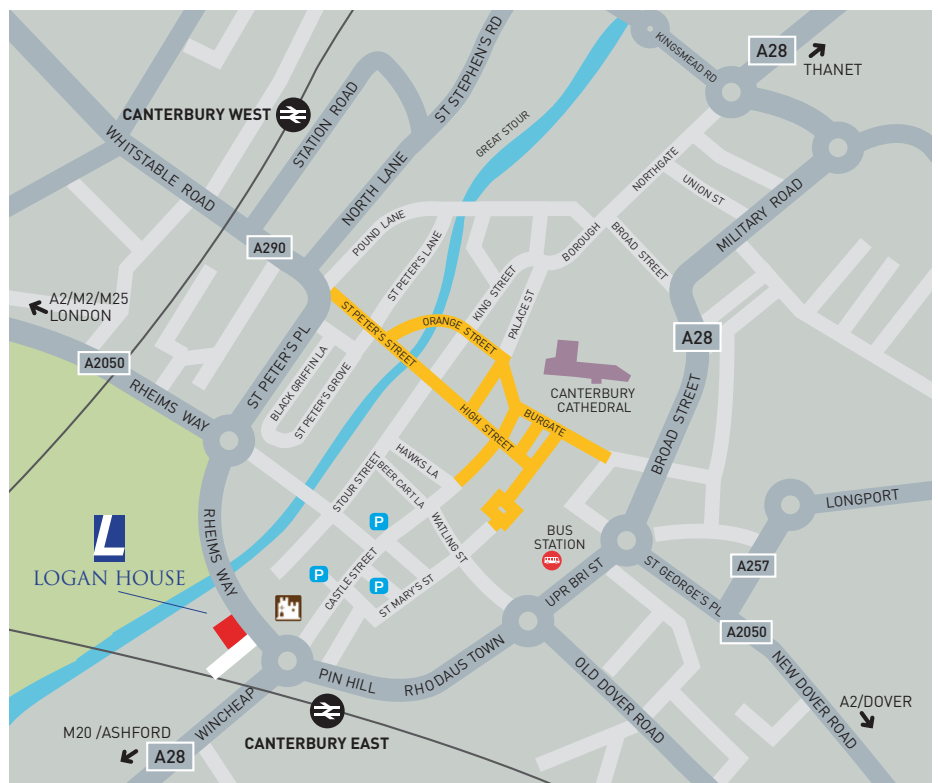 KINGSMEAD RD
A28
THANET
ST STEPHEN'S RD
CANTERBURY WEST
STATION ROAD
WHITSTABLE ROAD
GREAT STOUR
NORTH LANE
NORTHGATE
UNION ST
MILITARY ROAD
A290
POUND LANE
ST PETER'S LANE
BOROUGH
BROAD STREET
KING STREET
PALACE ST
A2/M2/M25
LONDON
A2050
RHEIMS WAY
ST PETER'S PL
ST PETER'S STREET
ORANGE STREET
A28
BLACK GRIFFIN LA
ST PETER'S GROVE
CANTERBURY
CATHEDRAL
HIGH STREET
BURGATE
BROAD STREET
HAWKS LA
BEER CART LA
STOUR STREET
WATLING ST
LONGPORT
RHEIMS WAY
L
LOGAN HOUSE
P
P
P
CASTLE STREET
ST MARY'S ST
BUS
STATION
UPR BRI ST
ST GEORGE'S PL
A257
A2050
PIN HILL
RHODAUS TOWN
OLD DOVER ROAD
NEW DOVER ROAD
A2/DOVER
WINCHEAP
M20 /ASHFORD
A28
CANTERBURY EAST